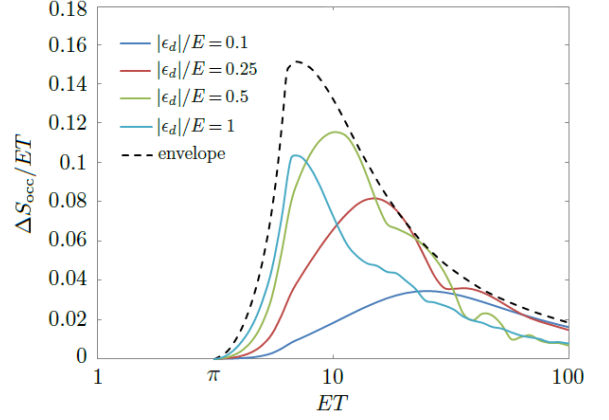 0.18
0.16
0.14
0.12
0.1
0.08
0.06
0.04
0.02
0
ΔS_occ/ET
|ϵ_d|/E = 0.1
|ϵ_d|/E = 0.25
|ϵ_d|/E = 0.5
|ϵ_d|/E = 1
envelope
1 π 10 100
ET